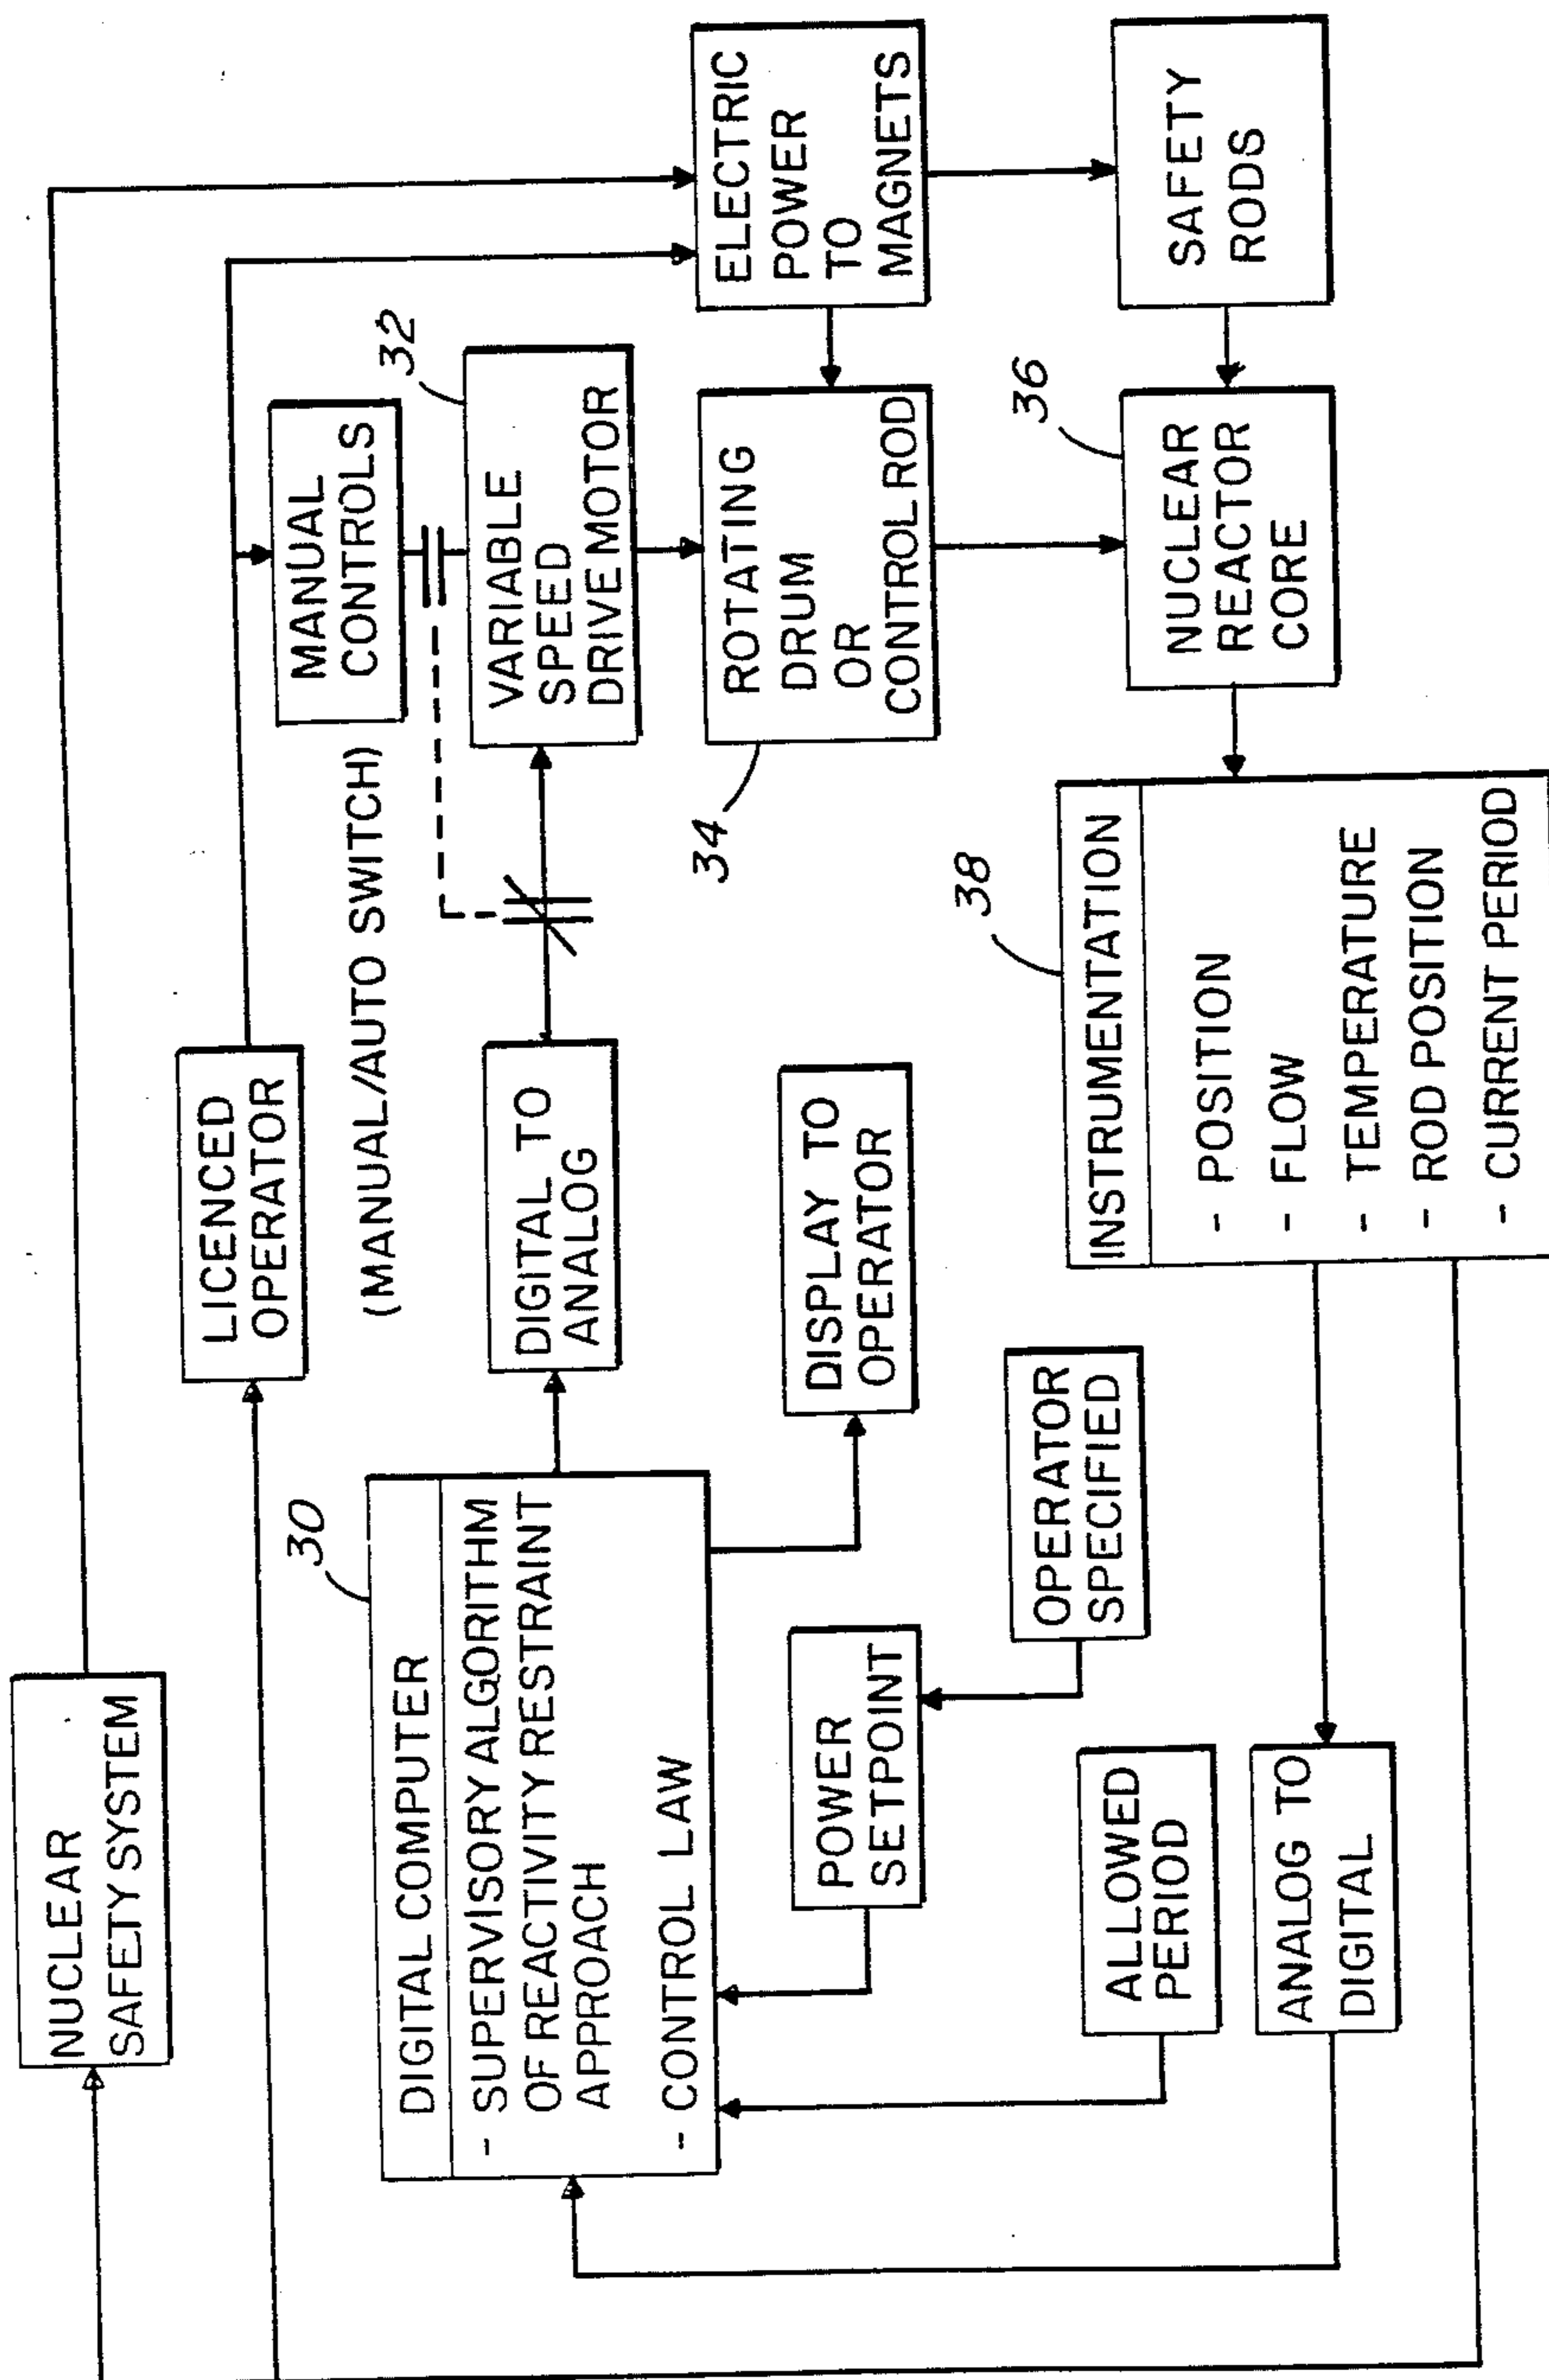 NUCLEAR
SAFETY SYSTEM
LICENCED
OPERATOR
(MANUAL/AUTO SWITCH)
MANUAL
CONTROLS
30
DIGITAL COMPUTER
- SUPERVISORY ALGORITHM
OF REACTIVITY RESTRAINT
APPROACH
- CONTROL LAW
DIGITAL TO
ANALOG
32
VARIABLE
SPEED
DRIVE MOTOR
ELECTRIC
POWER
TO
MAGNETS
34
ROTATING
DRUM
OR
CONTROL ROD
DISPLAY TO
OPERATOR
POWER
SETPOINT
OPERATOR
SPECIFIED
ALLOWED
PERIOD
ANALOG TO
DIGITAL
38
INSTRUMENTATION
- POSITION
- FLOW
- TEMPERATURE
- ROD POSITION
- CURRENT PERIOD
36
NUCLEAR
REACTOR
CORE
SAFETY
RODS